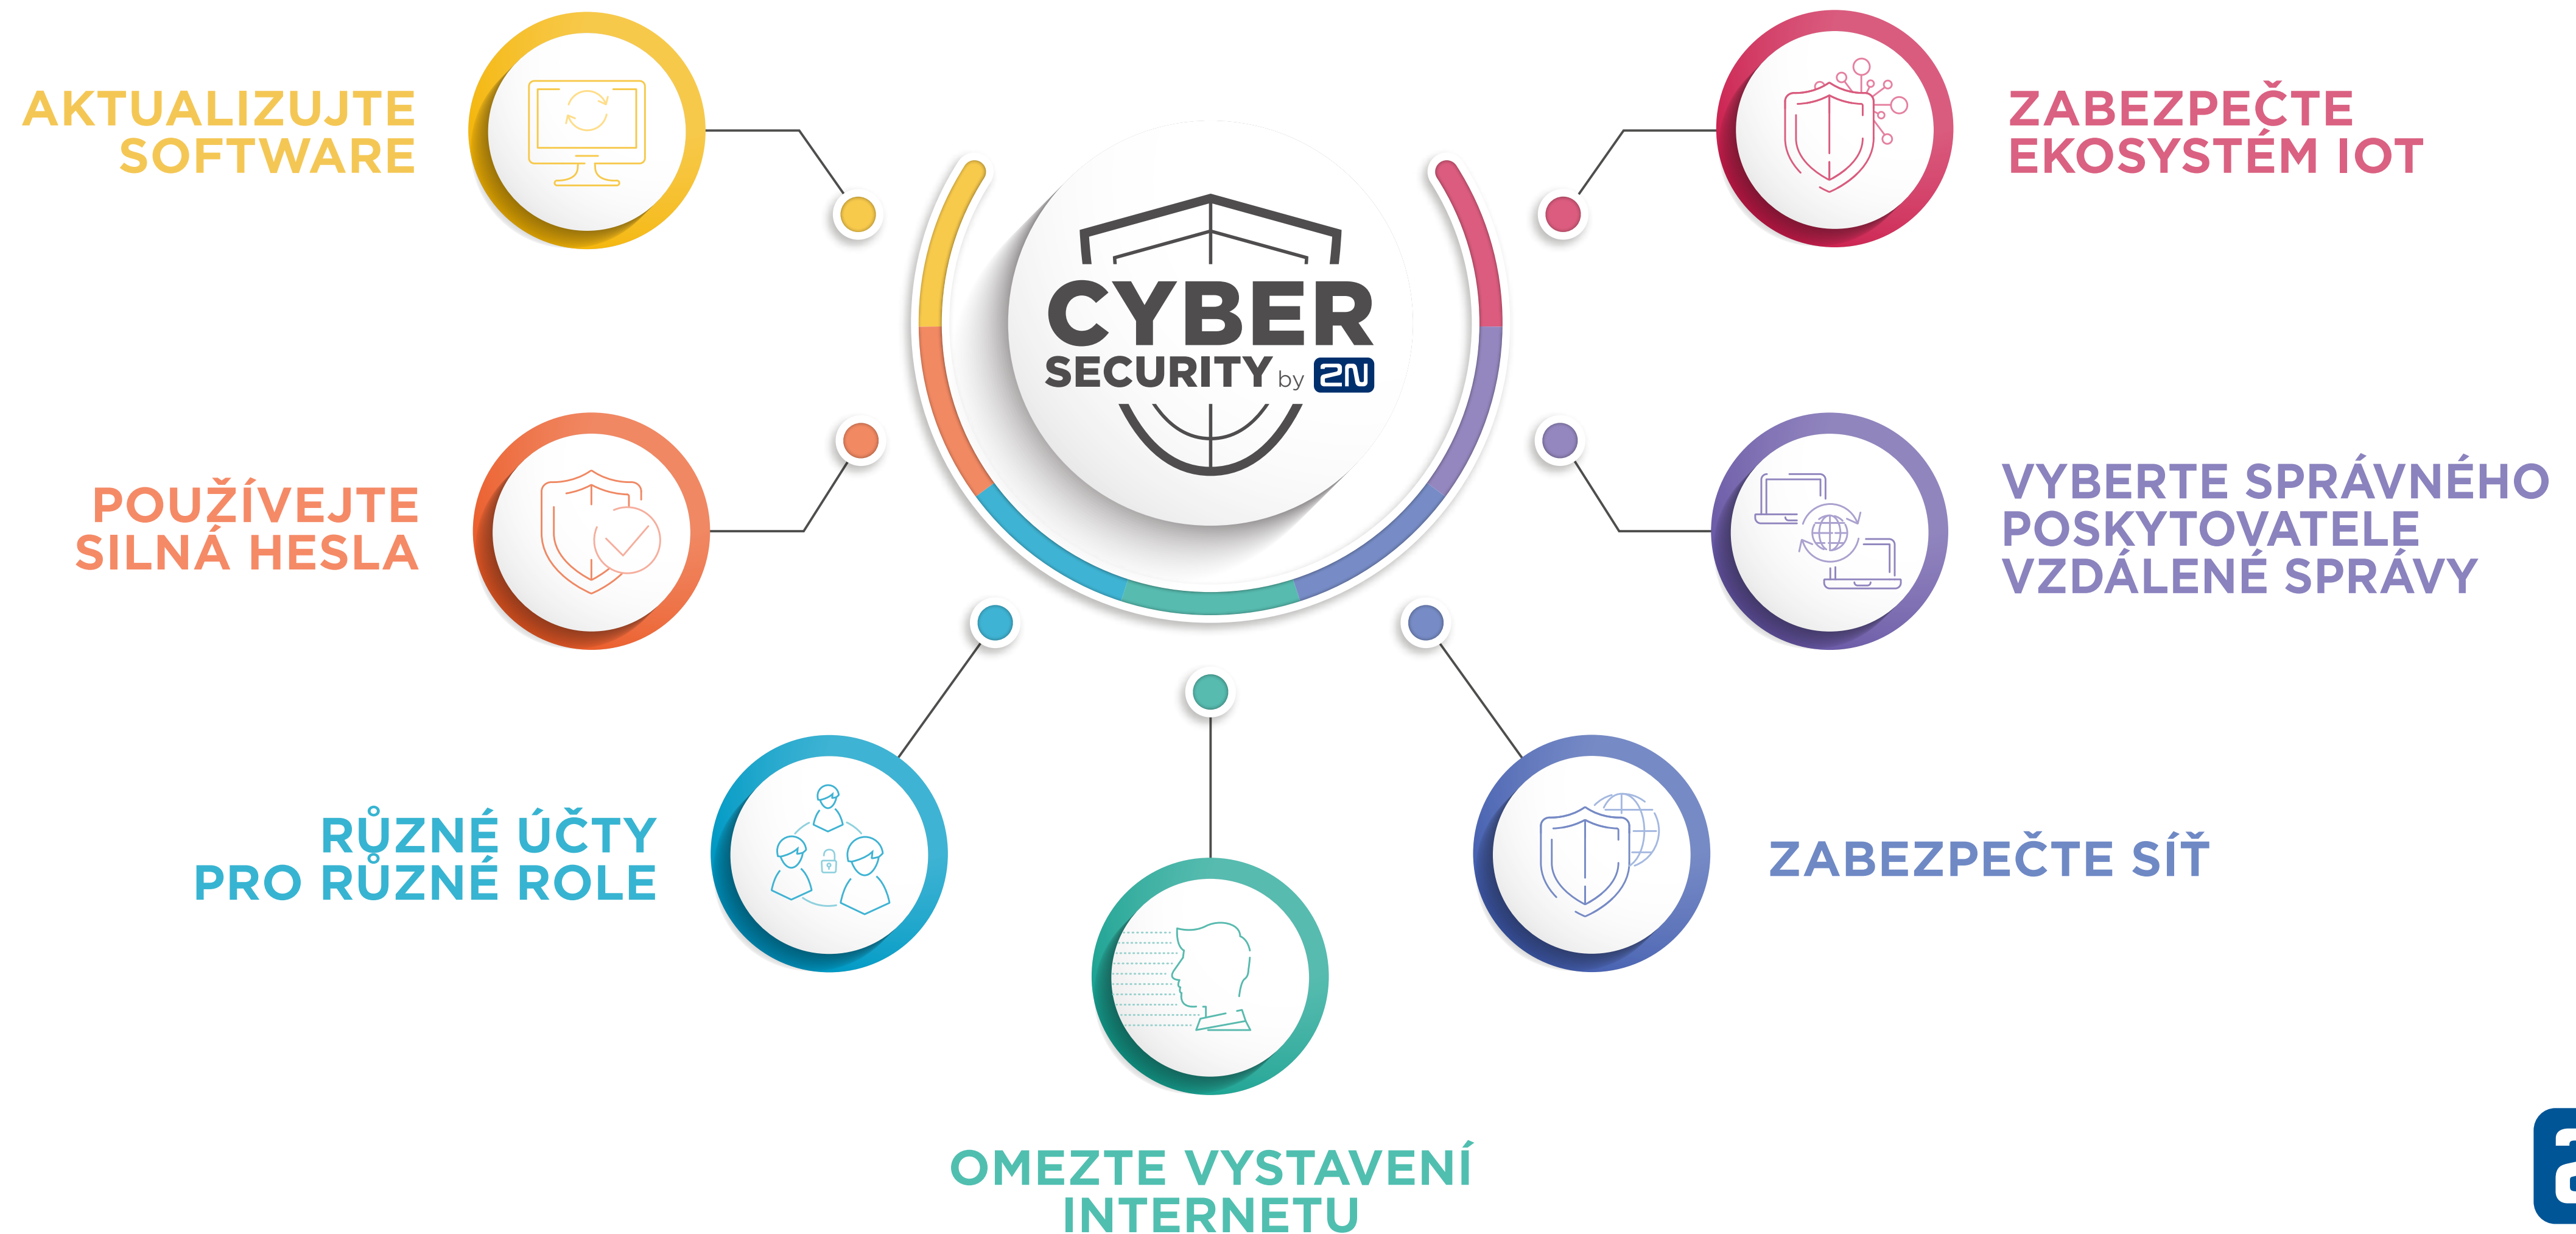 AKTUALIZUJTE
SOFTWARE
POUŽÍVEJTE
SILNÁ HESLA
RŮZNÉ ÚČTY
PRO RŮZNÉ ROLE
OMEZTE VYSTAVENÍ
INTERNETU
CYBER
SECURITY by 2N
ZABEZPEČTE
EKOSYSTÉM IOT
VYBERTE SPRÁVNÉHO
POSKYTOVATELE
VZDÁLENÉ SPRÁVY
ZABEZPEČTE SÍŤ